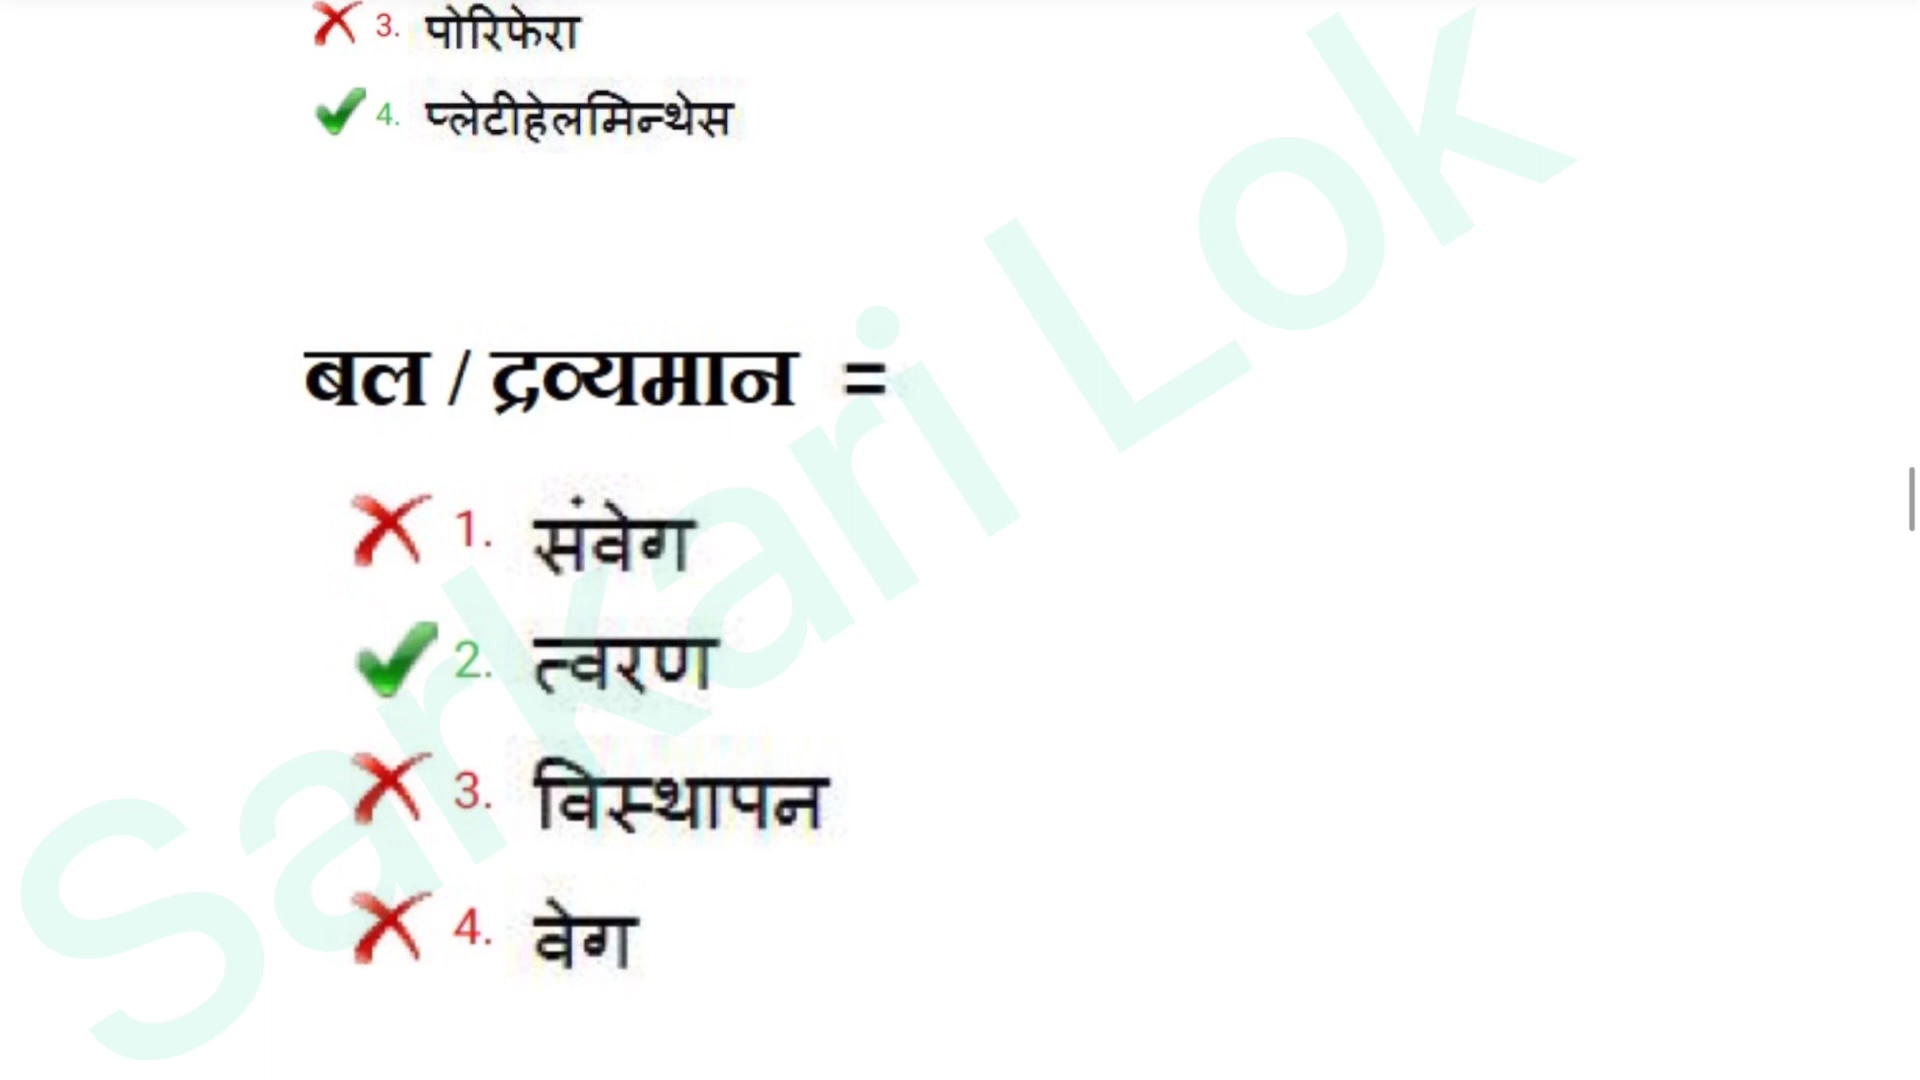 3. पोरिफेरा
4. प्लेटीहेलमिन्थेस
बल / द्रव्यमान =
1. संवेग
2. त्वरण
3. विस्थापन
4. वेग
Sarkari Lok